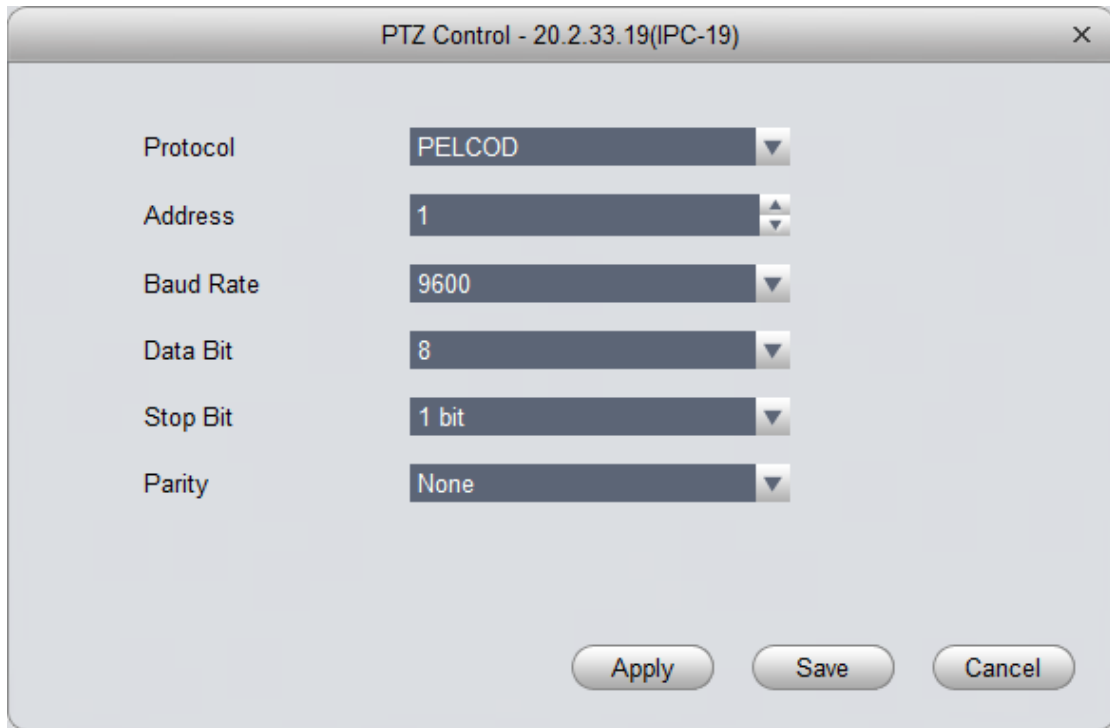 PTZ Control - 20.2.33.19(IPC-19)
Protocol PELCOD
Address 1
Baud Rate 9600
Data Bit 8
Stop Bit 1 bit
Parity None
Apply Save Cancel